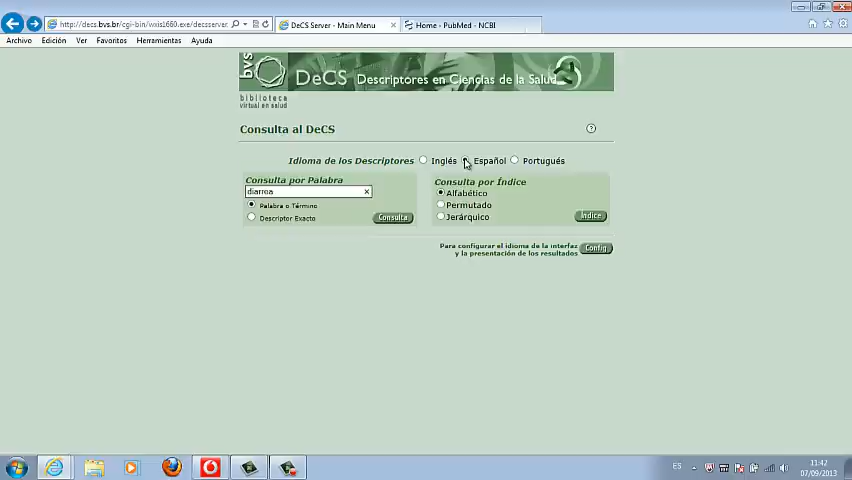 http://decs.bvs.br/cgi-bin/wxis1660.exe/decsserver
DeCS Server - Main Menu
Home - PubMed - NCBI
Archivo Edición Ver Favoritos Herramientas Ayuda
bvs
DeCS Descriptores en Ciencias de la Salud
biblioteca
virtual en salud
Consulta al DeCS
Idioma de los Descriptores Inglés Español Portugués
Consulta por Palabra
diarrea
Palabra o Término
Descriptor Exacto
Consulta
Consulta por Índice
Alfabético
Permutado
Jerárquico
Indice
Para configurar el idioma de la interfaz
y la presentación de los resultados
Config
ES
11:42
07/09/2013